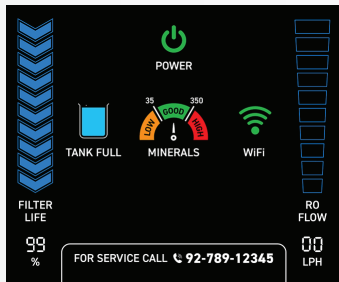 POWER
35 350
LOW GOOD HIGH
TANK FULL MINERALS WiFi
FILTER
LIFE
RO
FLOW
99
%
00
LPH
FOR SERVICE CALL 92-789-12345